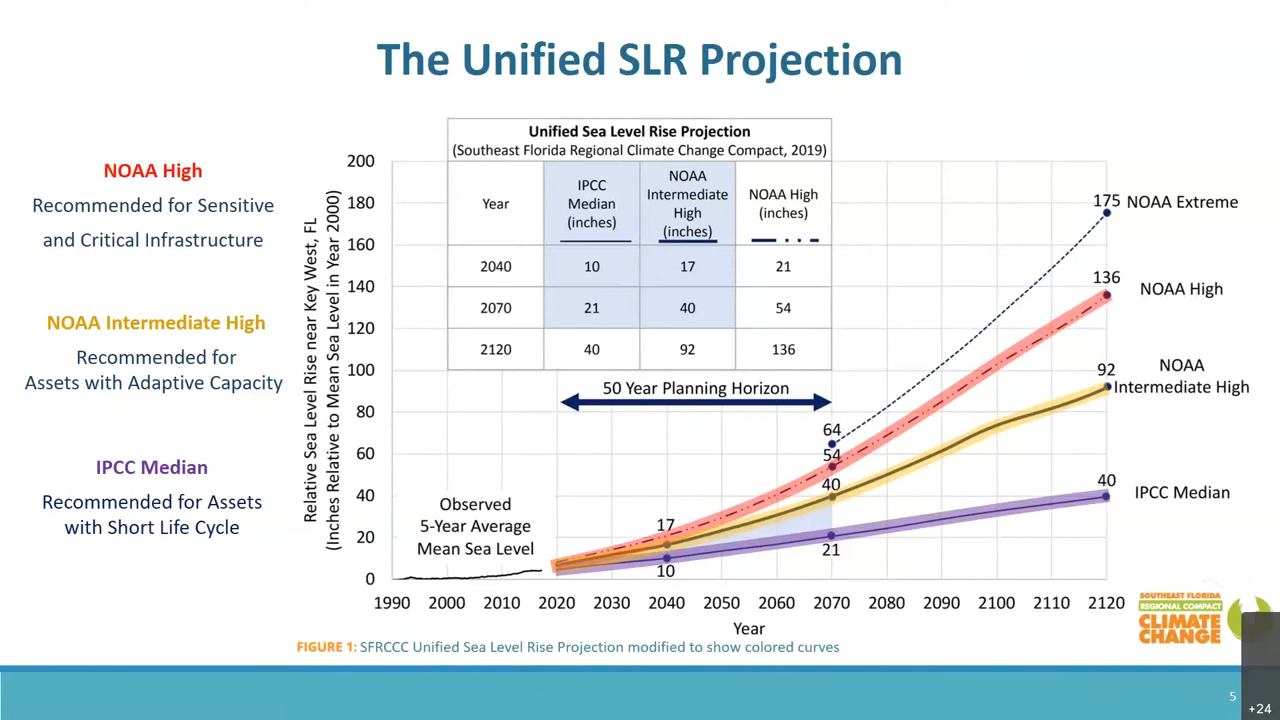 The Unified SLR Projection
NOAA High
Recommended for Sensitive
and Critical Infrastructure
NOAA Intermediate High
Recommended for
Assets with Adaptive Capacity
IPCC Median
Recommended for Assets
with Short Life Cycle
Relative Sea Level Rise near Key West, FL
(Inches Relative to Mean Sea Level in Year 2000)
200
180
160
140
120
100
80
60
40
20
0
Unified Sea Level Rise Projection
(Southeast Florida Regional Climate Change Compact, 2019)
Year
IPCC
Median
(inches)
NOAA
Intermediate
High
(inches)
NOAA High
(inches)
2040 10 17 21
2070 21 40 54
2120 40 92 136
50 Year Planning Horizon
Observed
5-Year Average
Mean Sea Level
17
10
64
54
40
21
175 NOAA Extreme
136
NOAA High
92
NOAA
Intermediate High
40
IPCC Median
1990 2000 2010 2020 2030 2040 2050 2060 2070 2080 2090 2100 2110 2120
Year
FIGURE 1: SFRCCC Unified Sea Level Rise Projection modified to show colored curves
SOUTHEAST FLORIDA
REGIONAL COMPACT
CLIMATE
CHANGE
5
+24